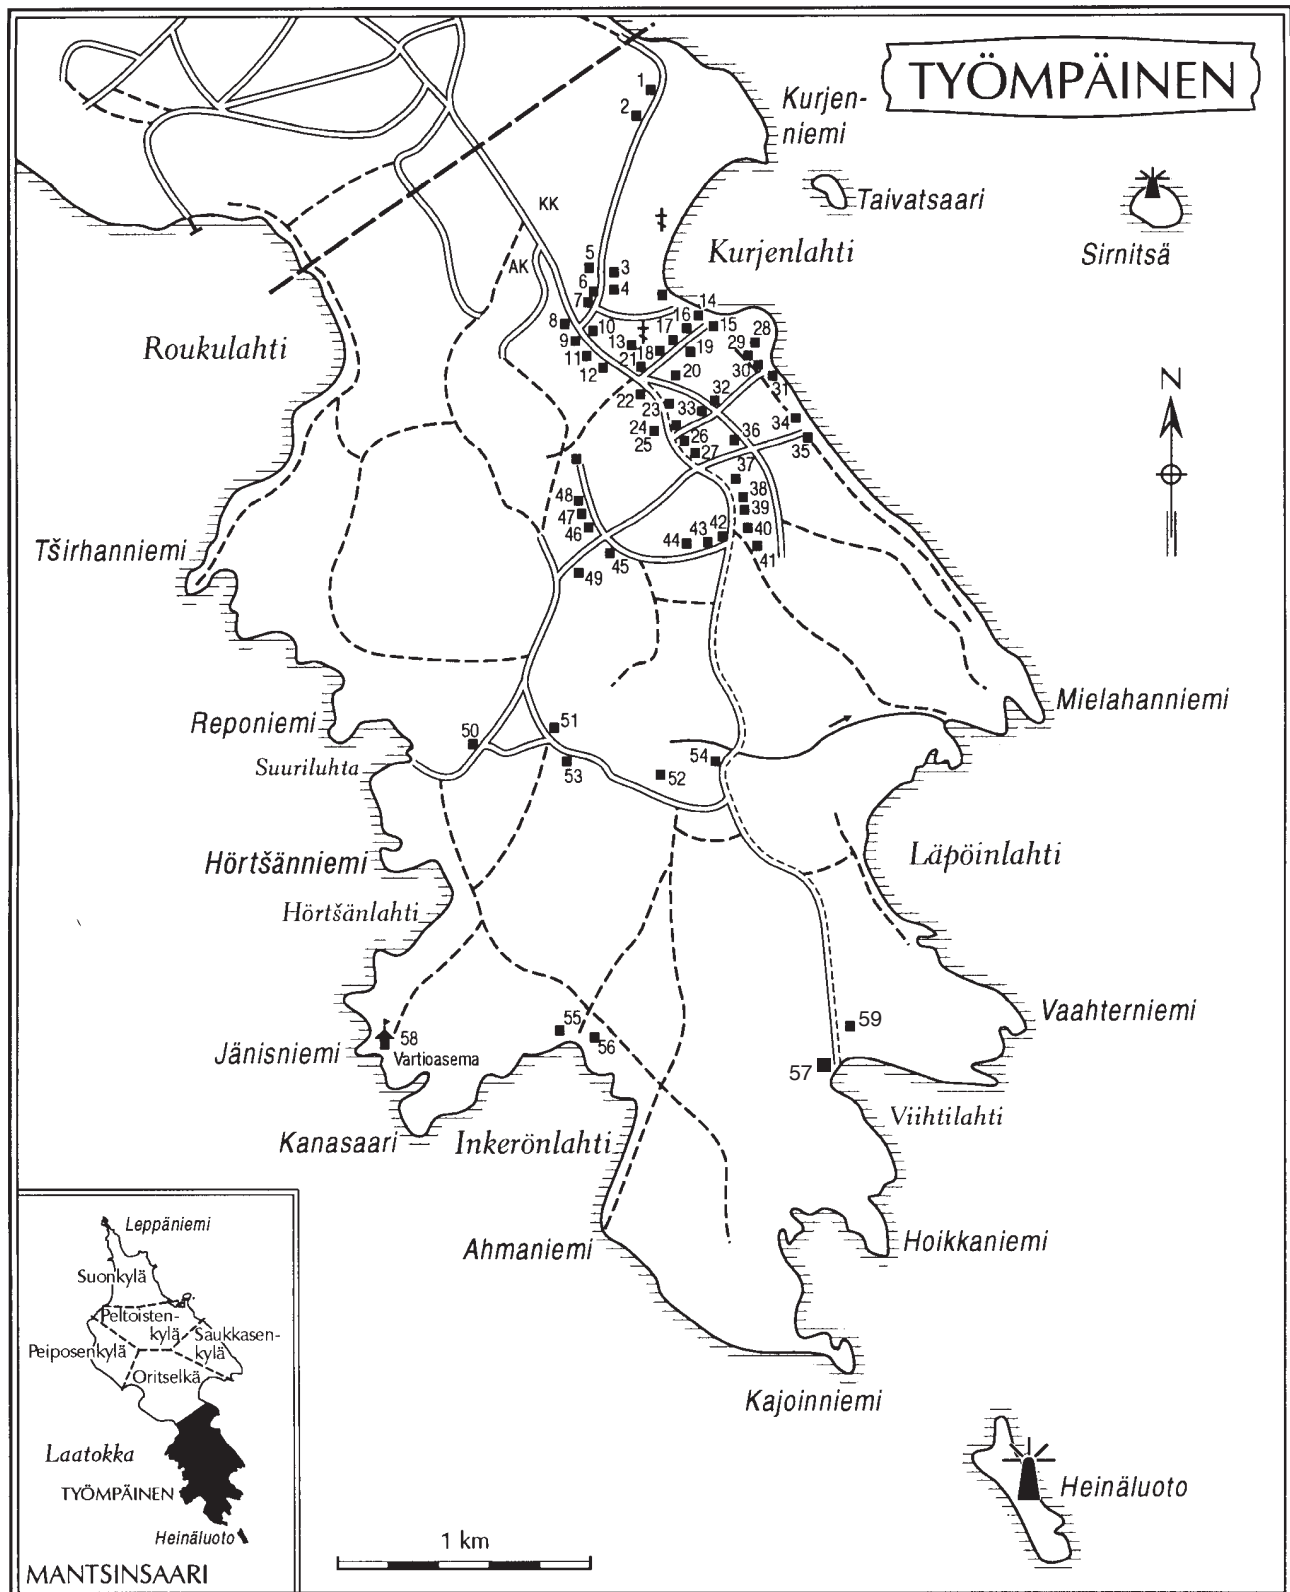 TYÖMPÄINEN
1
2
Kurjen-
niemi
Taivatsaari
Sirnitsä
KK
AK
Kurjenlahti
5
3
6
4
7
Roukulahti
8
10
9
11
12
13
14
16
15
17
18
19
21
20
28
29
30
31
32
22
23
33
24
25
26
27
34
35
36
37
38
39
40
41
42
43
44
45
46
47
48
49
N
Tširhanniemi
Mielahanniemi
Reponiemi
Suuriluhta
50
51
53
52
54
Hörtšänniemi
Hörtšänlahti
Läpöinlahti
Vaahterniemi
Jänisniemi
58
Vartioasema
55
56
59
57
Kanasaari
Inkerönlahti
Viihtilahti
Ahmaniemi
Hoikkaniemi
Kajoinniemi
Heinäluoto
1 km
Leppäniemi
Suonkylä
Peltoisten-
kylä
Saukkasen-
kylä
Peiposenkylä
Oritselkä
Laatokka
TYÖMPÄINEN
Heinäluoto
MANTSINSAARI